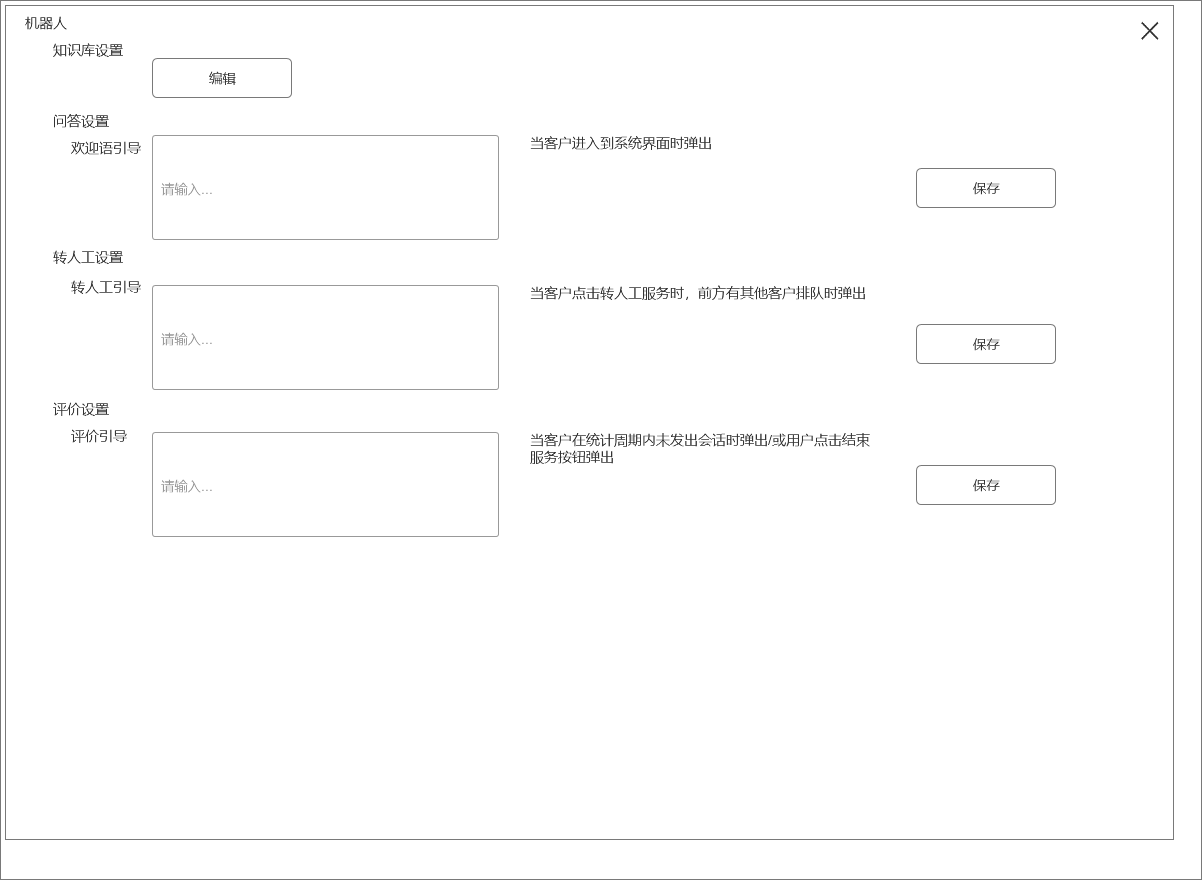 机器人
知识库设置
编辑
问答设置
欢迎语引导
请输入...
当客户进入到系统界面时弹出
保存
转人工设置
转人工引导
请输入...
当客户点击转人工服务时，前方有其他客户排队时弹出
保存
评价设置
评价引导
请输入...
当客户在统计周期内未发出会话时弹出/或用户点击结束
服务按钮弹出
保存